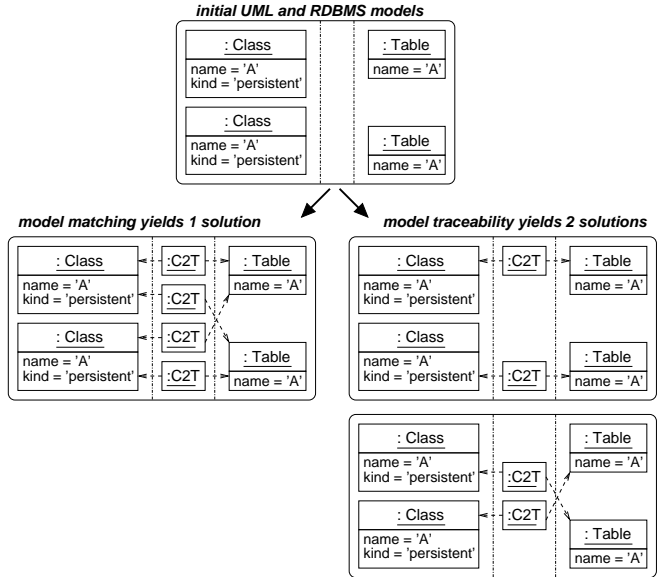 initial UML and RDBMS models
: Class
name = 'A'
kind = 'persistent'
: Table
name = 'A'
: Class
name = 'A'
kind = 'persistent'
: Table
name = 'A'
model matching yields 1 solution
: Class
name = 'A'
kind = 'persistent'
:C2T
:C2T
: Table
name = 'A'
: Class
name = 'A'
kind = 'persistent'
:C2T
:C2T
: Table
name = 'A'
model traceability yields 2 solutions
: Class
name = 'A'
kind = 'persistent'
:C2T
: Table
name = 'A'
: Class
name = 'A'
kind = 'persistent'
:C2T
: Table
name = 'A'
: Class
name = 'A'
kind = 'persistent'
:C2T
: Table
name = 'A'
: Class
name = 'A'
kind = 'persistent'
:C2T
: Table
name = 'A'